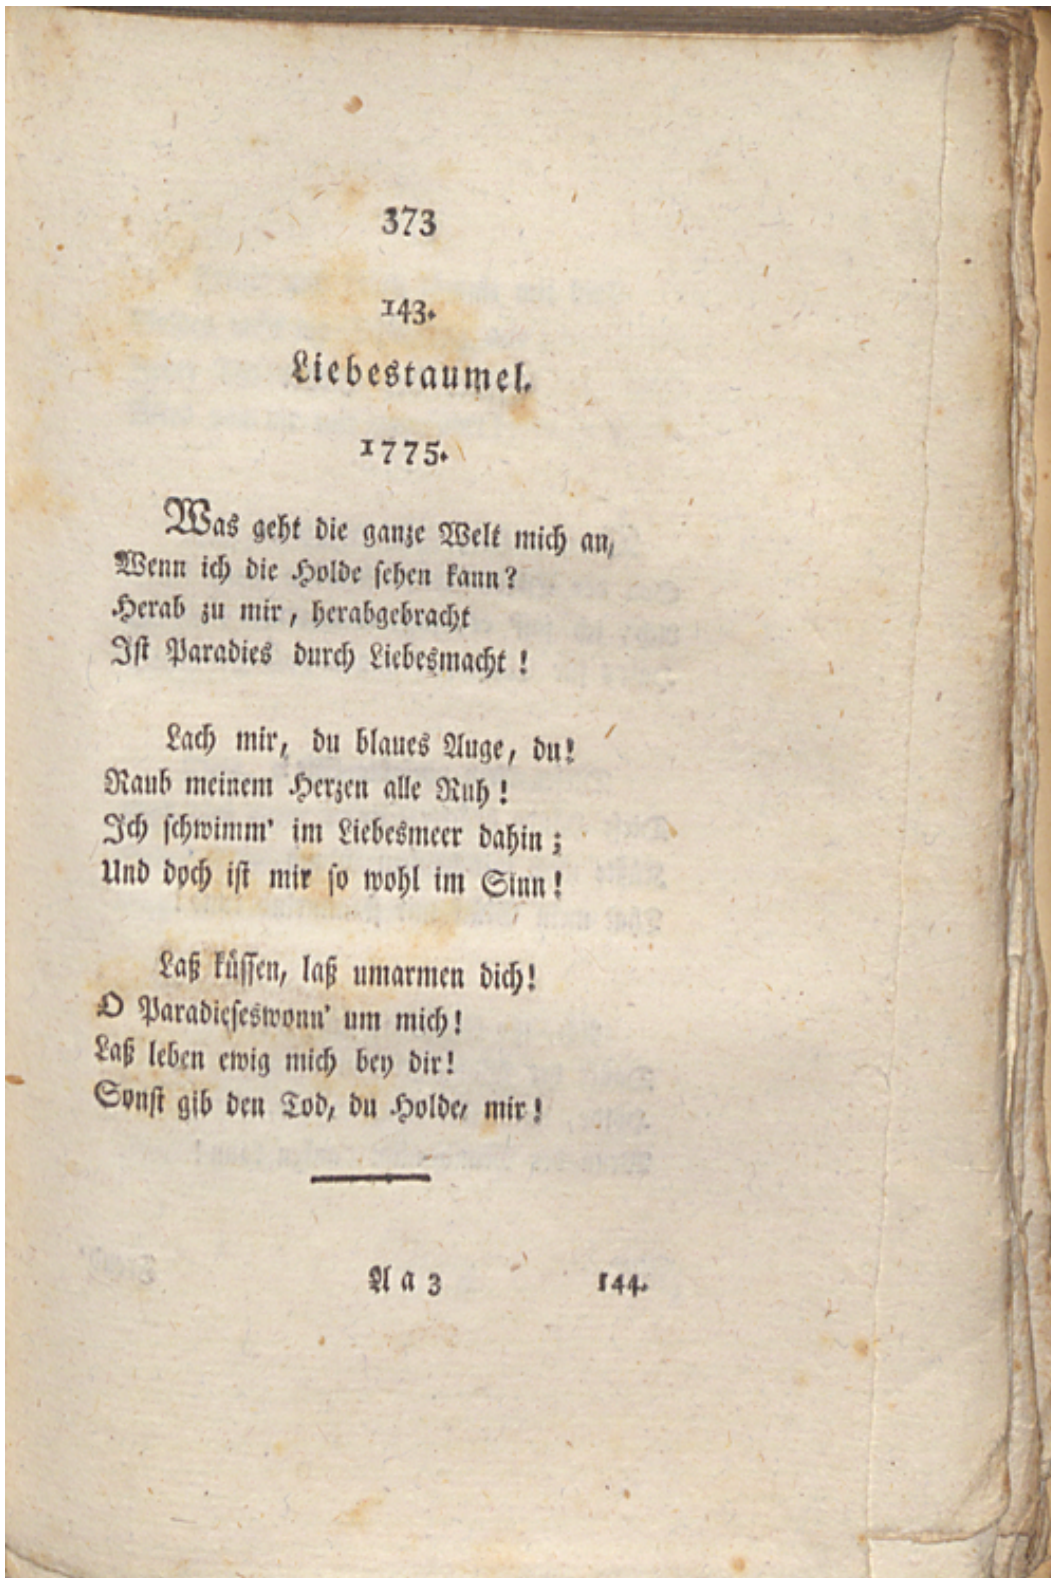 373
143.
Liebestaumel.
1775.
Was geht die ganze Welt mich an,
Wenn ich die Holde sehen kann?
Herab zu mir, herabgebracht
Ist Paradies durch Liebesmacht!
Lach mir, du blaues Auge, du!
Raub meinem Herzen alle Ruh!
Ich schwimm' im Liebesmeer dahin;
Und doch ist mir so wohl im Sinn!
Laß küssen, laß umarmen dich!
O Paradieseswonn' um mich!
Laß leben ewig mich bey dir!
Sonst gib den Tod, du Holde, mir!
Aa 3 144.